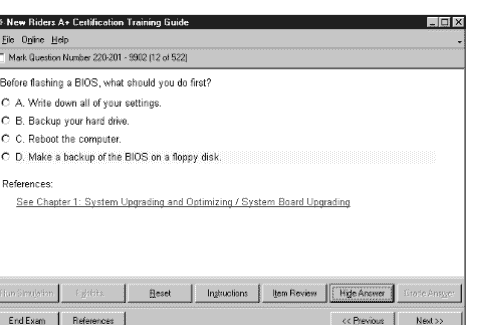 New Riders A+ Certification Training Guide
File Online Help
Mark Question Number 220-201 - 9902 (12 of 522)
Before flashing a BIOS, what should you do first?
A. Write down all of your settings.
B. Backup your hard drive.
C. Reboot the computer.
D. Make a backup of the BIOS on a floppy disk.
References:
See Chapter 1: System Upgrading and Optimizing / System Board Upgrading
Run Simulation Exhibits Reset Instructions Item Review Hide Answer Grade Answer
End Exam References << Previous Next >>